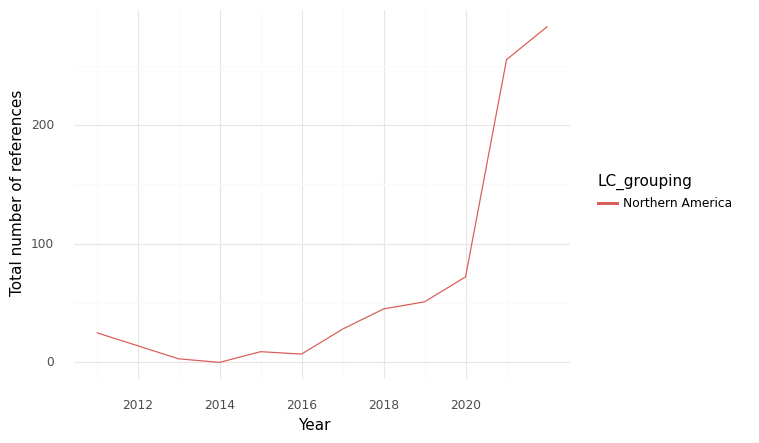 Total number of references
200
100
0
2012 2014 2016 2018 2020
Year
LC_grouping
Northern America